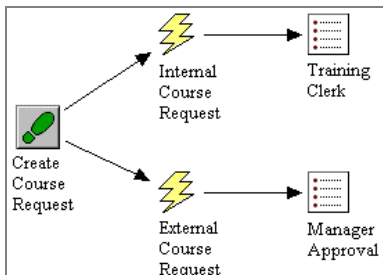 Internal
Course
Request
Training
Clerk
Create
Course
Request
External
Course
Request
Manager
Approval